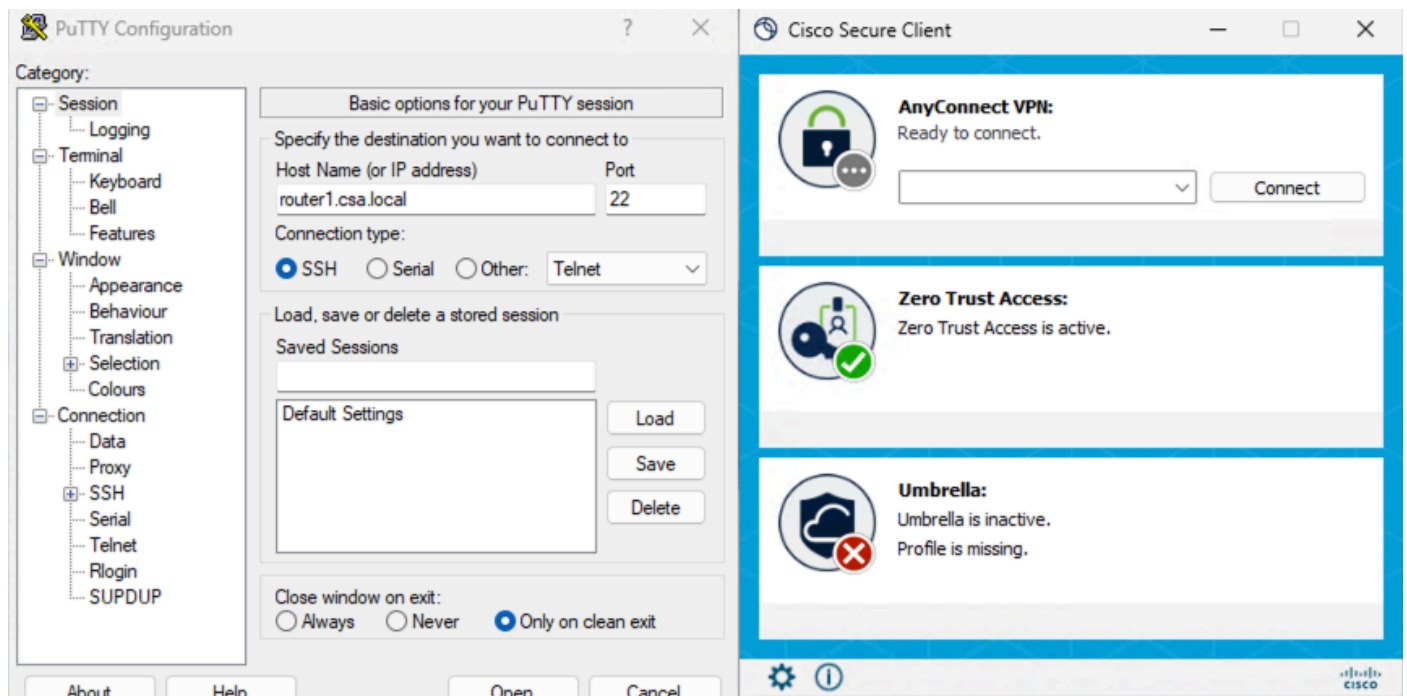 PuTTY Configuration
?
Category:
Session
Logging
Terminal
Keyboard
Bell
Features
Window
Appearance
Behaviour
Translation
Selection
Colours
Connection
Data
Proxy
SSH
Serial
Telnet
Rlogin
SUPDUP
Basic options for your PuTTY session
Specify the destination you want to connect to
Host Name (or IP address) Port
router1.csa.local 22
Connection type:
SSH Serial Other: Telnet
Load, save or delete a stored session
Saved Sessions
Default Settings
Load
Save
Delete
Close window on exit:
Always Never Only on clean exit
About Help Open Cancel
Cisco Secure Client
AnyConnect VPN:
Ready to connect.
Connect
Zero Trust Access:
Zero Trust Access is active.
Umbrella:
Umbrella is inactive.
Profile is missing.
CISCO